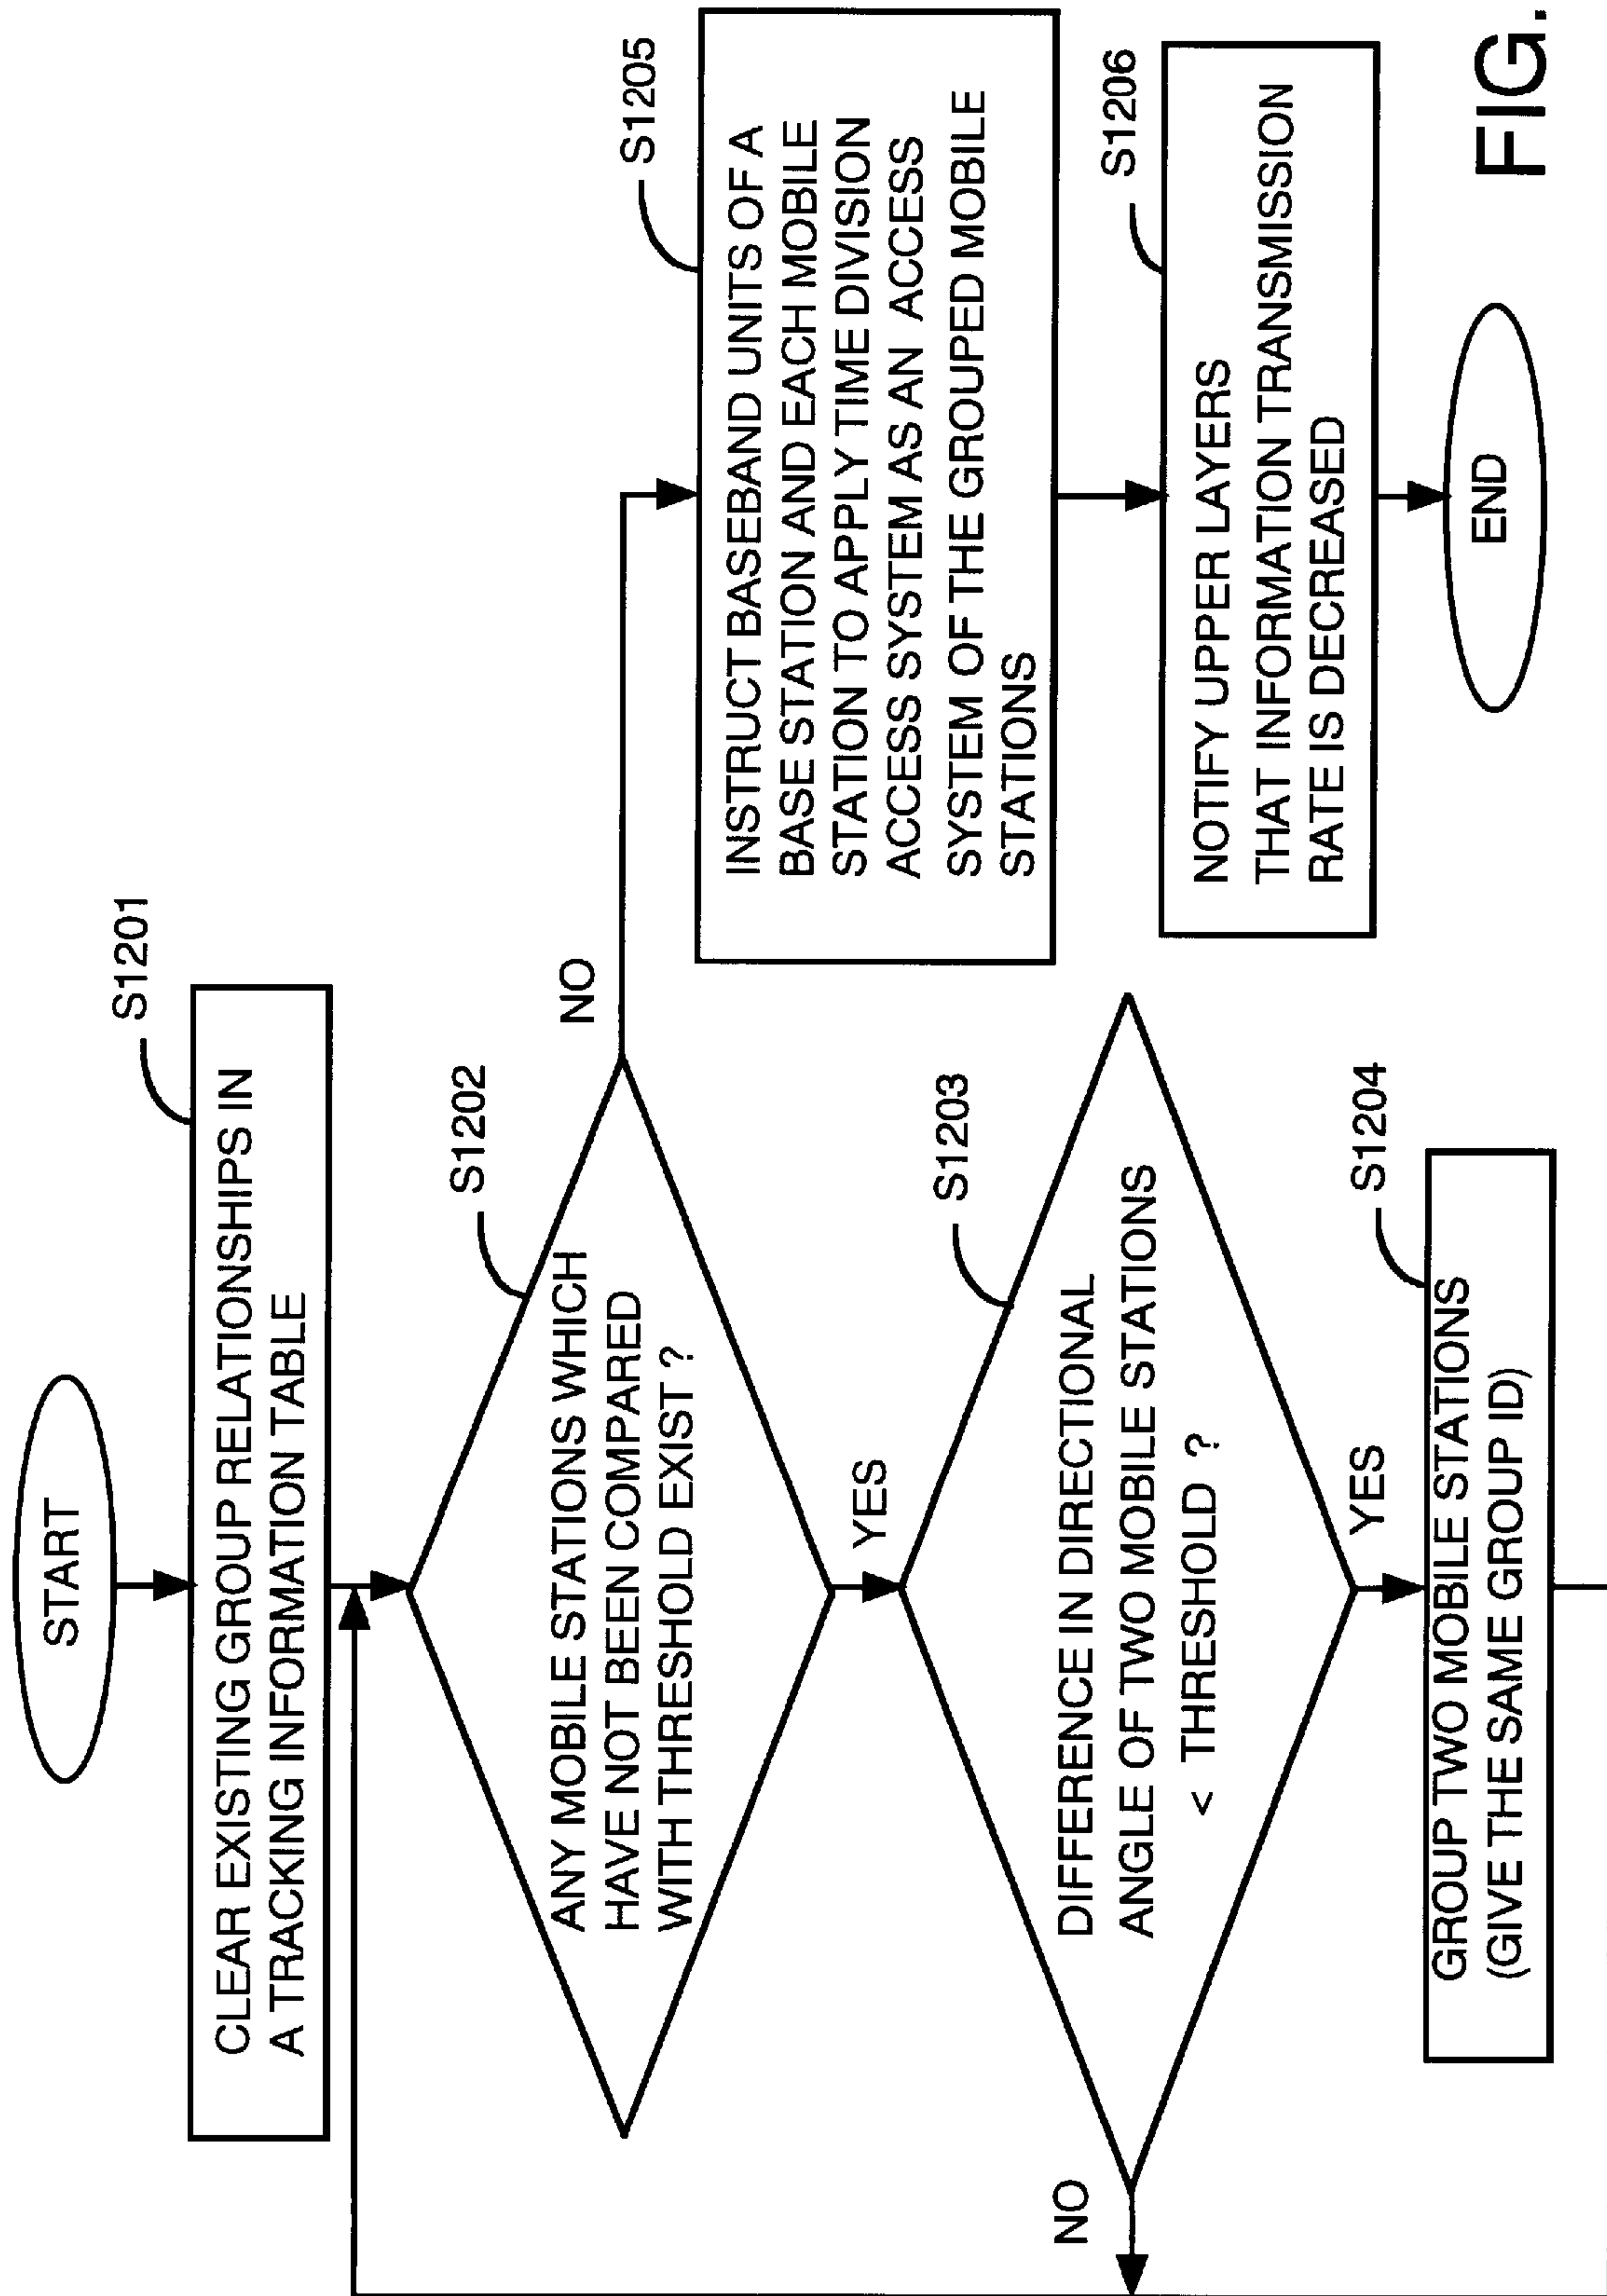 START
S1201
CLEAR EXISTING GROUP RELATIONSHIPS IN
A TRACKING INFORMATION TABLE
S1202
ANY MOBILE STATIONS WHICH
HAVE NOT BEEN COMPARED
WITH THRESHOLD EXIST ?
NO
YES
S1203
DIFFERENCE IN DIRECTIONAL
ANGLE OF TWO MOBILE STATIONS
< THRESHOLD ?
NO
YES
S1204
GROUP TWO MOBILE STATIONS
(GIVE THE SAME GROUP ID)
S1205
INSTRUCT BASEBAND UNITS OF A
BASE STATION AND EACH MOBILE
STATION TO APPLY TIME DIVISION
ACCESS SYSTEM AS AN ACCESS
SYSTEM OF THE GROUPED MOBILE
STATIONS
S1206
NOTIFY UPPER LAYERS
THAT INFORMATION TRANSMISSION
RATE IS DECREASED
END
FIG.